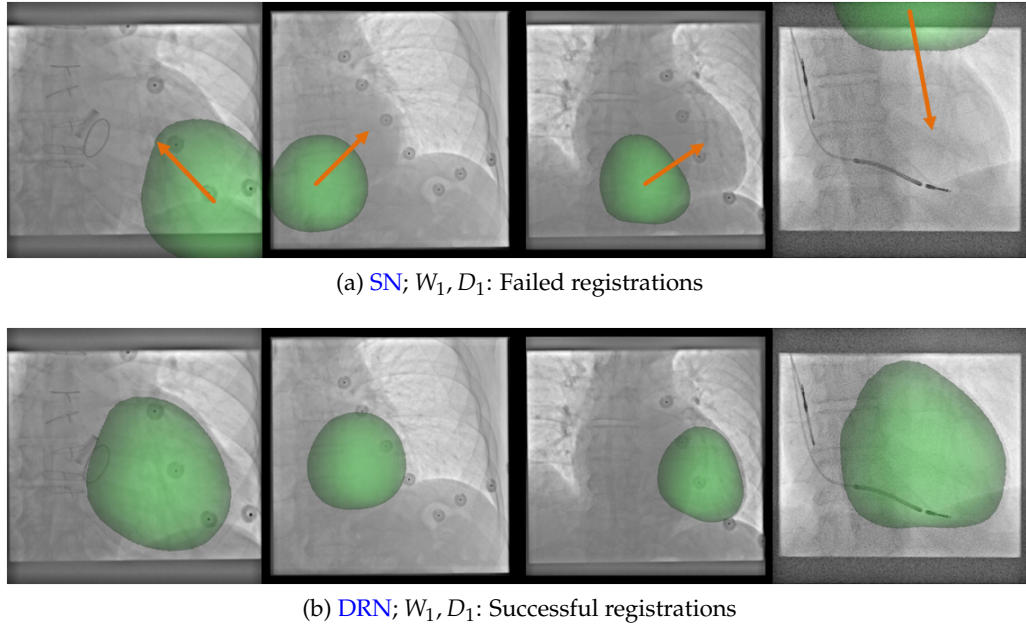 (a) SN; W₁, D₁: Failed registrations
(b) DRN; W₁, D₁: Successful registrations